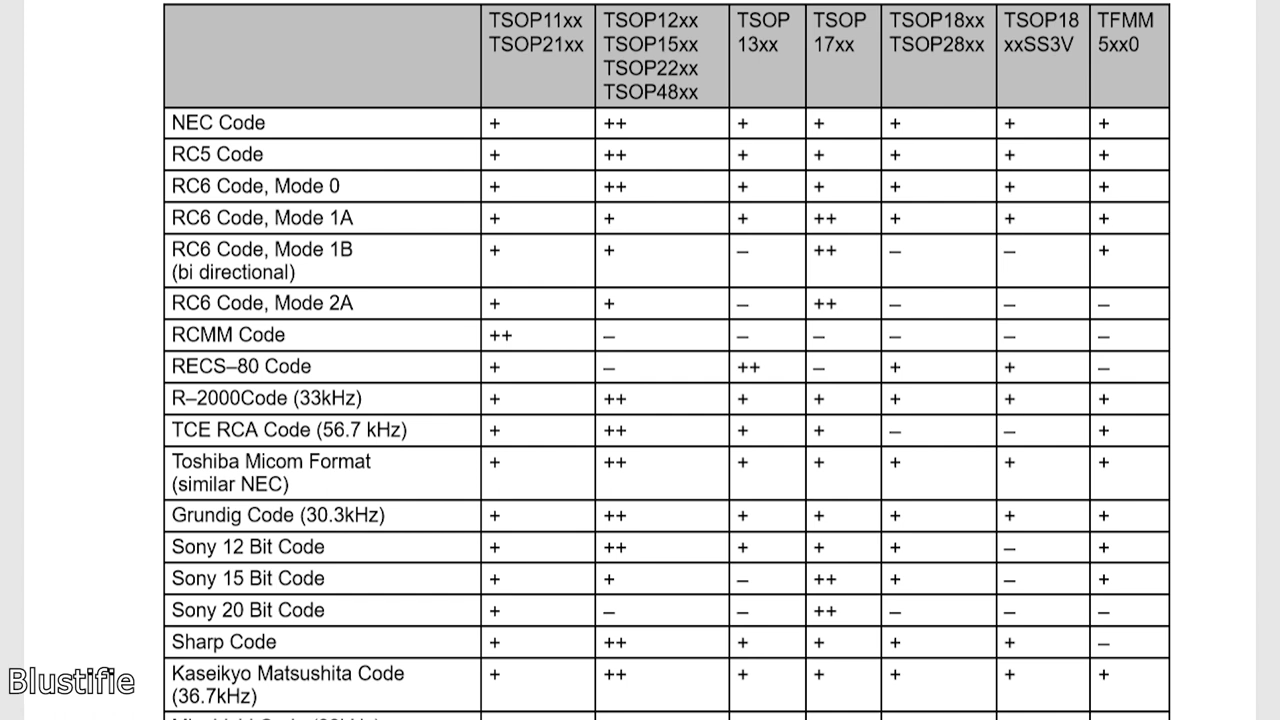 TSOP11xx TSOP12xx TSOP TSOP TSOP18xx TSOP18 TFMM
TSOP21xx TSOP15xx 13xx 17xx TSOP28xx xxSS3V 5xx0
TSOP22xx
TSOP48xx
NEC Code + ++ + + + + +
RC5 Code + ++ + + + + +
RC6 Code, Mode 0 + ++ + + + + +
RC6 Code, Mode 1A + + + ++ + + +
RC6 Code, Mode 1B + + – ++ – – +
(bi directional)
RC6 Code, Mode 2A + + – ++ – – –
RCMM Code ++ – – – – – –
RECS–80 Code + – ++ – + + –
R–2000Code (33kHz) + ++ + + + + +
TCE RCA Code (56.7 kHz) + ++ + + – – +
Toshiba Micom Format + ++ + + + + +
(similar NEC)
Grundig Code (30.3kHz) + ++ + + + + +
Sony 12 Bit Code + ++ + + + – +
Sony 15 Bit Code + + – ++ + – +
Sony 20 Bit Code + – – ++ – – –
Sharp Code + ++ + + + + –
Kaseikyo Matsushita Code + ++ + + + + +
(36.7kHz)
Blustifie